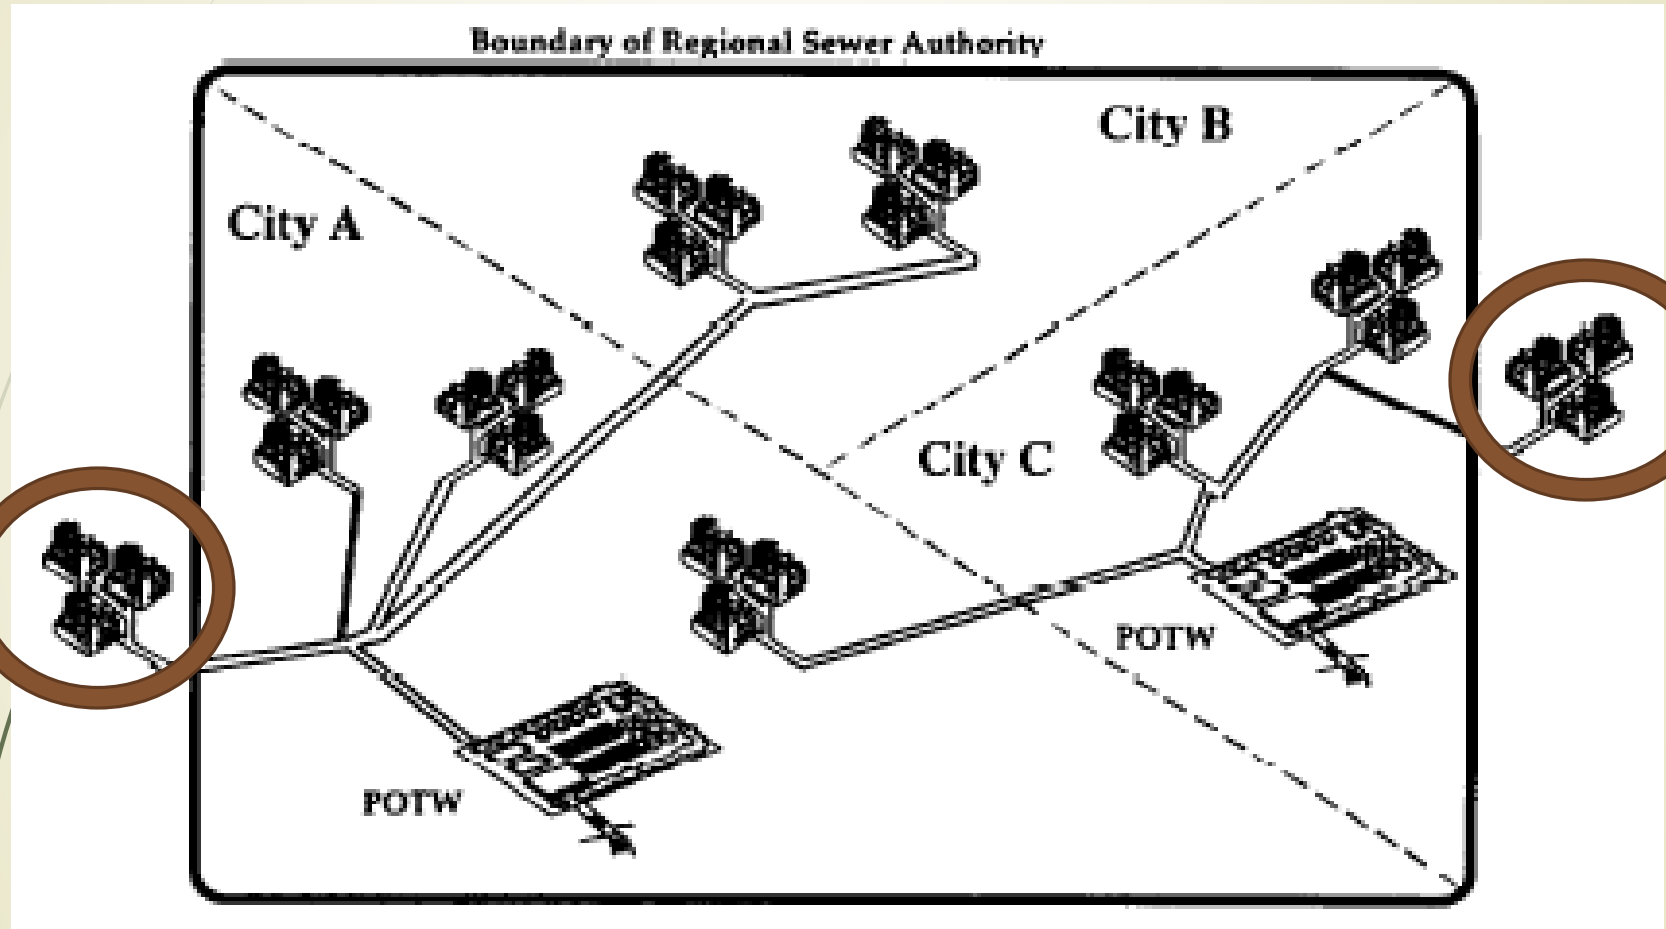 Boundary of Regional Sewer Authority
City B
City A
City C
POTW
POTW